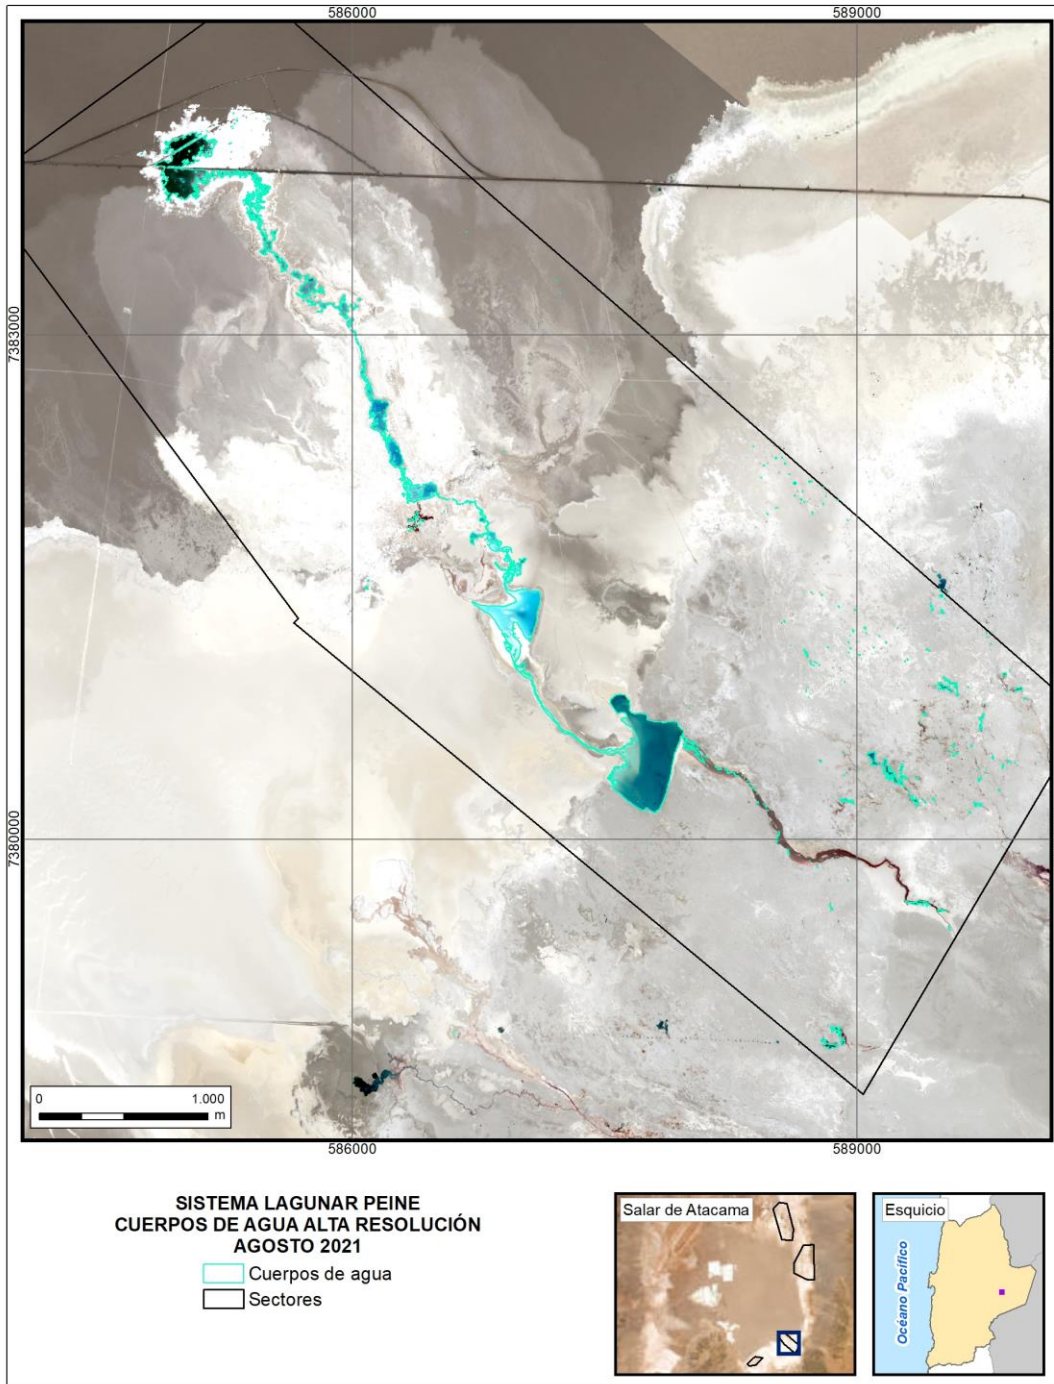 586000
589000
7383000
7380000
0
1.000
m
586000
589000
SISTEMA LAGUNAR PEINE
CUERPOS DE AGUA ALTA RESOLUCIÓN
AGOSTO 2021
Cuerpos de agua
Sectores
Salar de Atacama
Esquicio
Océano Pacífico